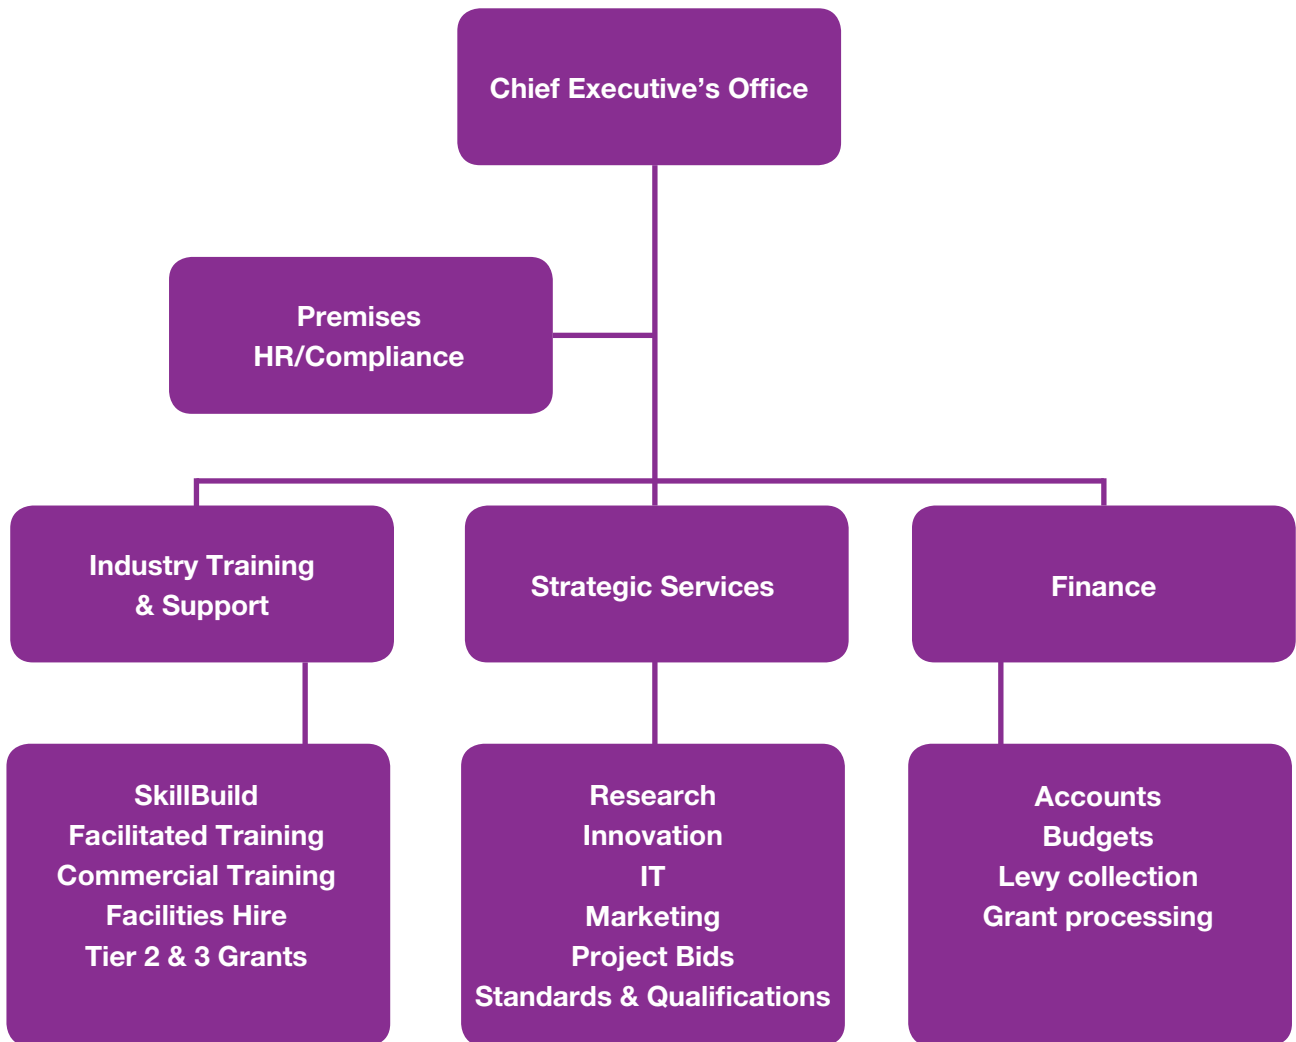 Chief Executive’s Office
Premises
HR/Compliance
Industry Training
& Support
Strategic Services
Finance
SkillBuild
Facilitated Training
Commercial Training
Facilities Hire
Tier 2 & 3 Grants
Research
Innovation
IT
Marketing
Project Bids
Standards & Qualifications
Accounts
Budgets
Levy collection
Grant processing